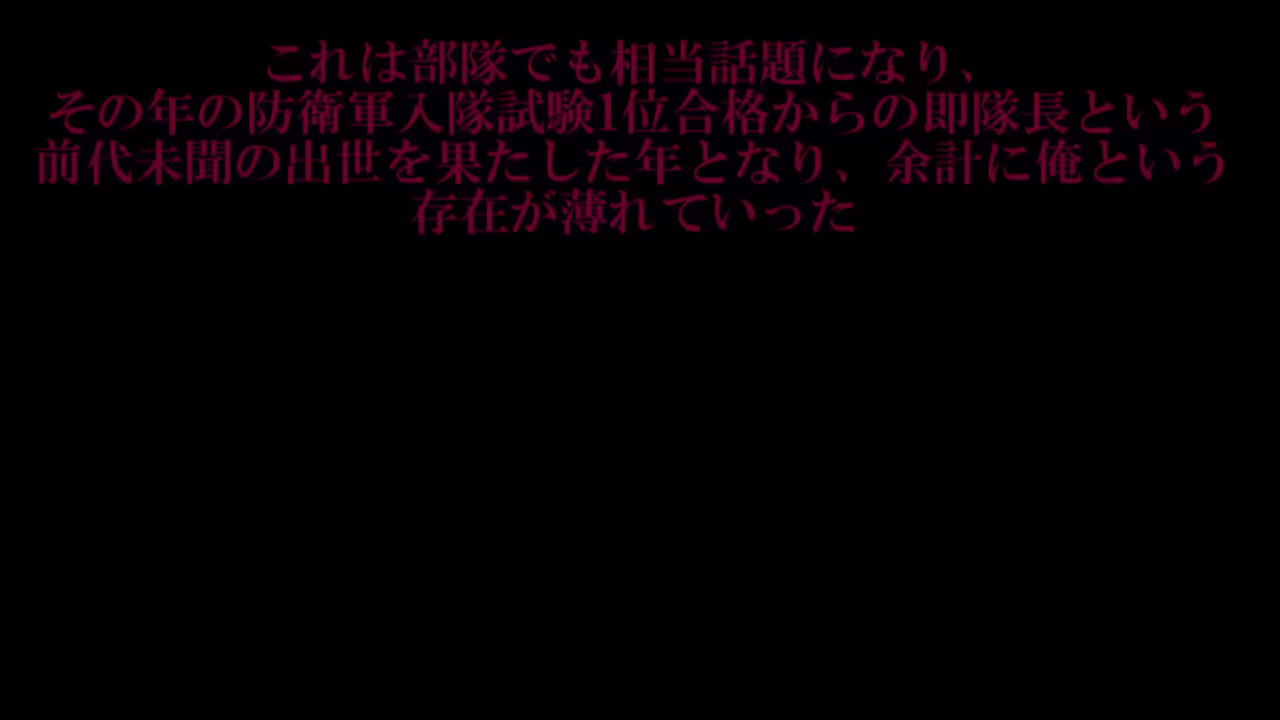 これは部隊でも相当話題になり、
その年の防衛軍入隊試験1位合格からの即隊長という
前代未聞の出世を果たした年となり、余計に俺という
存在が薄れていった